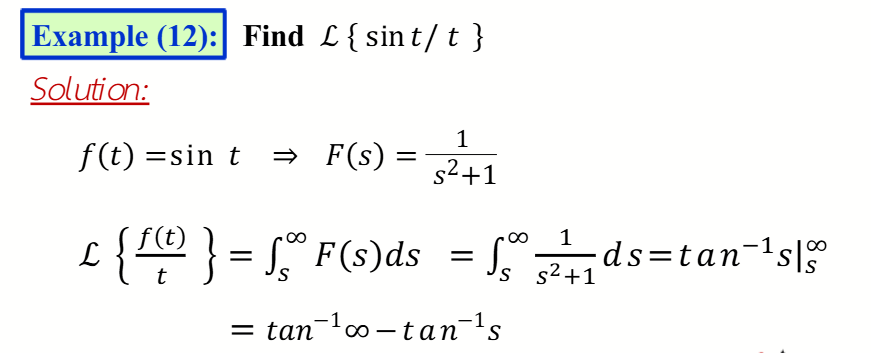 Example (12): Find ℒ { sin t/ t }
Solution:
f(t) = sin t ⇒ F(s) = 1/(s²+1)
ℒ { f(t)/t } = ∫ₛ^∞ F(s)ds = ∫ₛ^∞ 1/(s²+1) ds = tan⁻¹s|ₛ^∞
= tan⁻¹∞ − tan⁻¹s